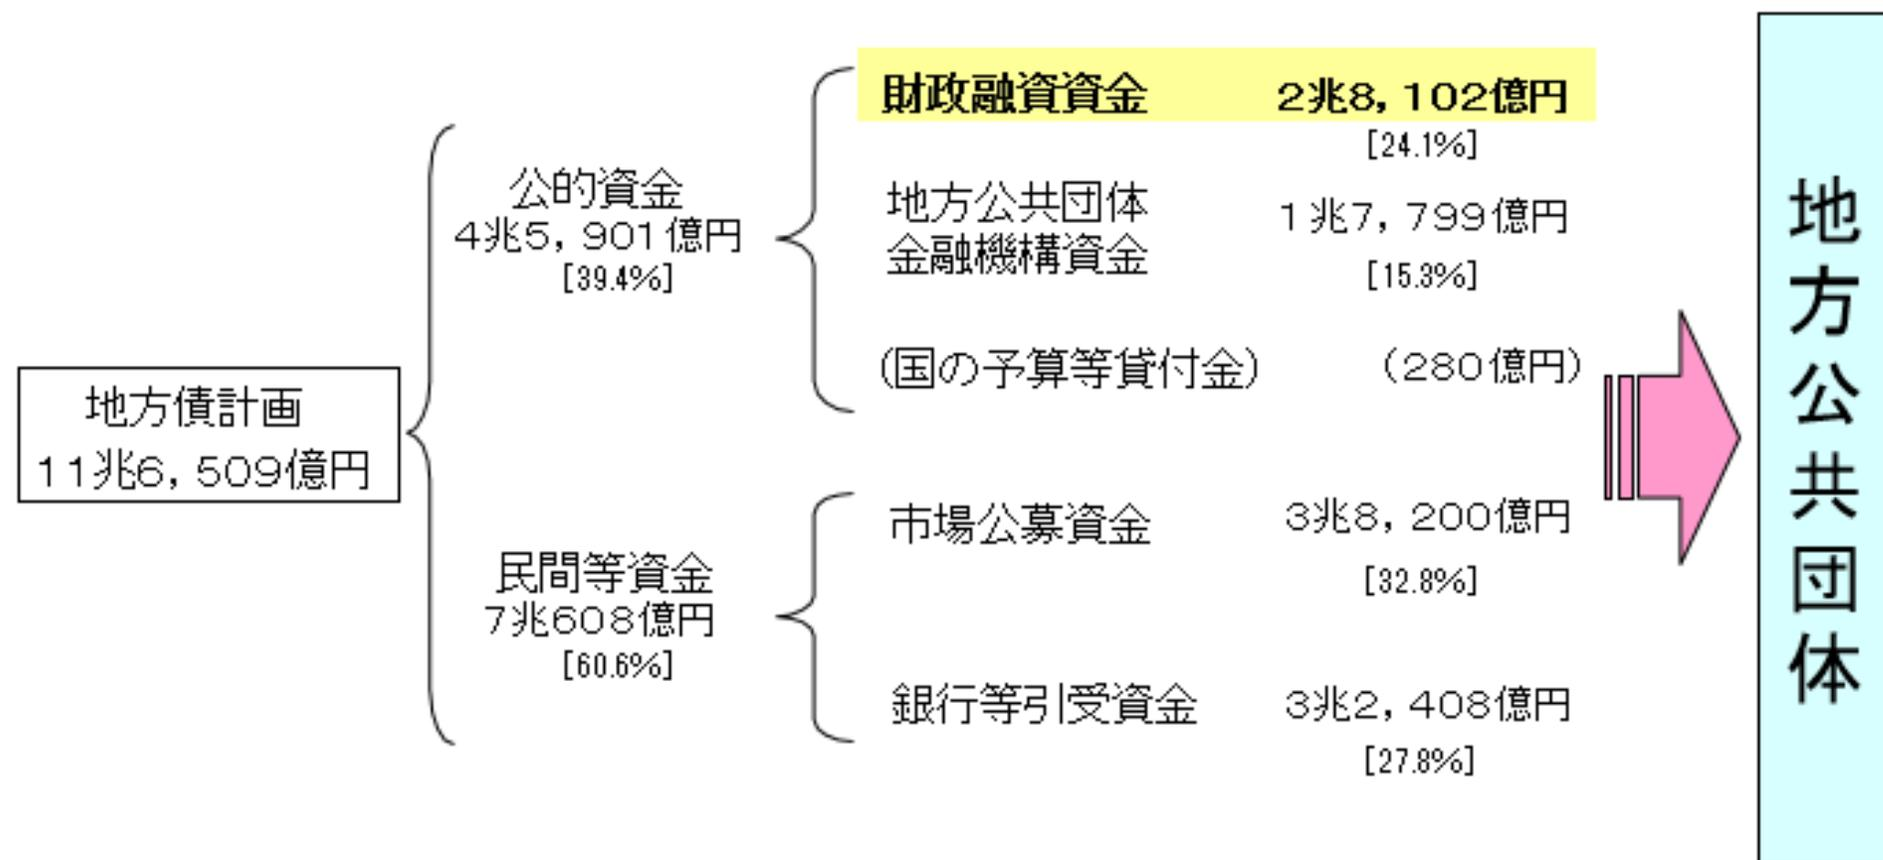 地方債計画
11兆6，509億円
公的資金
4兆5，901億円
[39.4%]
民間等資金
7兆608億円
[60.6%]
財政融資資金 2兆8，102億円
[24.1%]
地方公共団体
金融機構資金 1兆7，799億円
[15.3%]
(国の予算等貸付金) （280億円）
市場公募資金 3兆8，200億円
[32.8%]
銀行等引受資金 3兆2，408億円
[27.8%]
地方公共団体